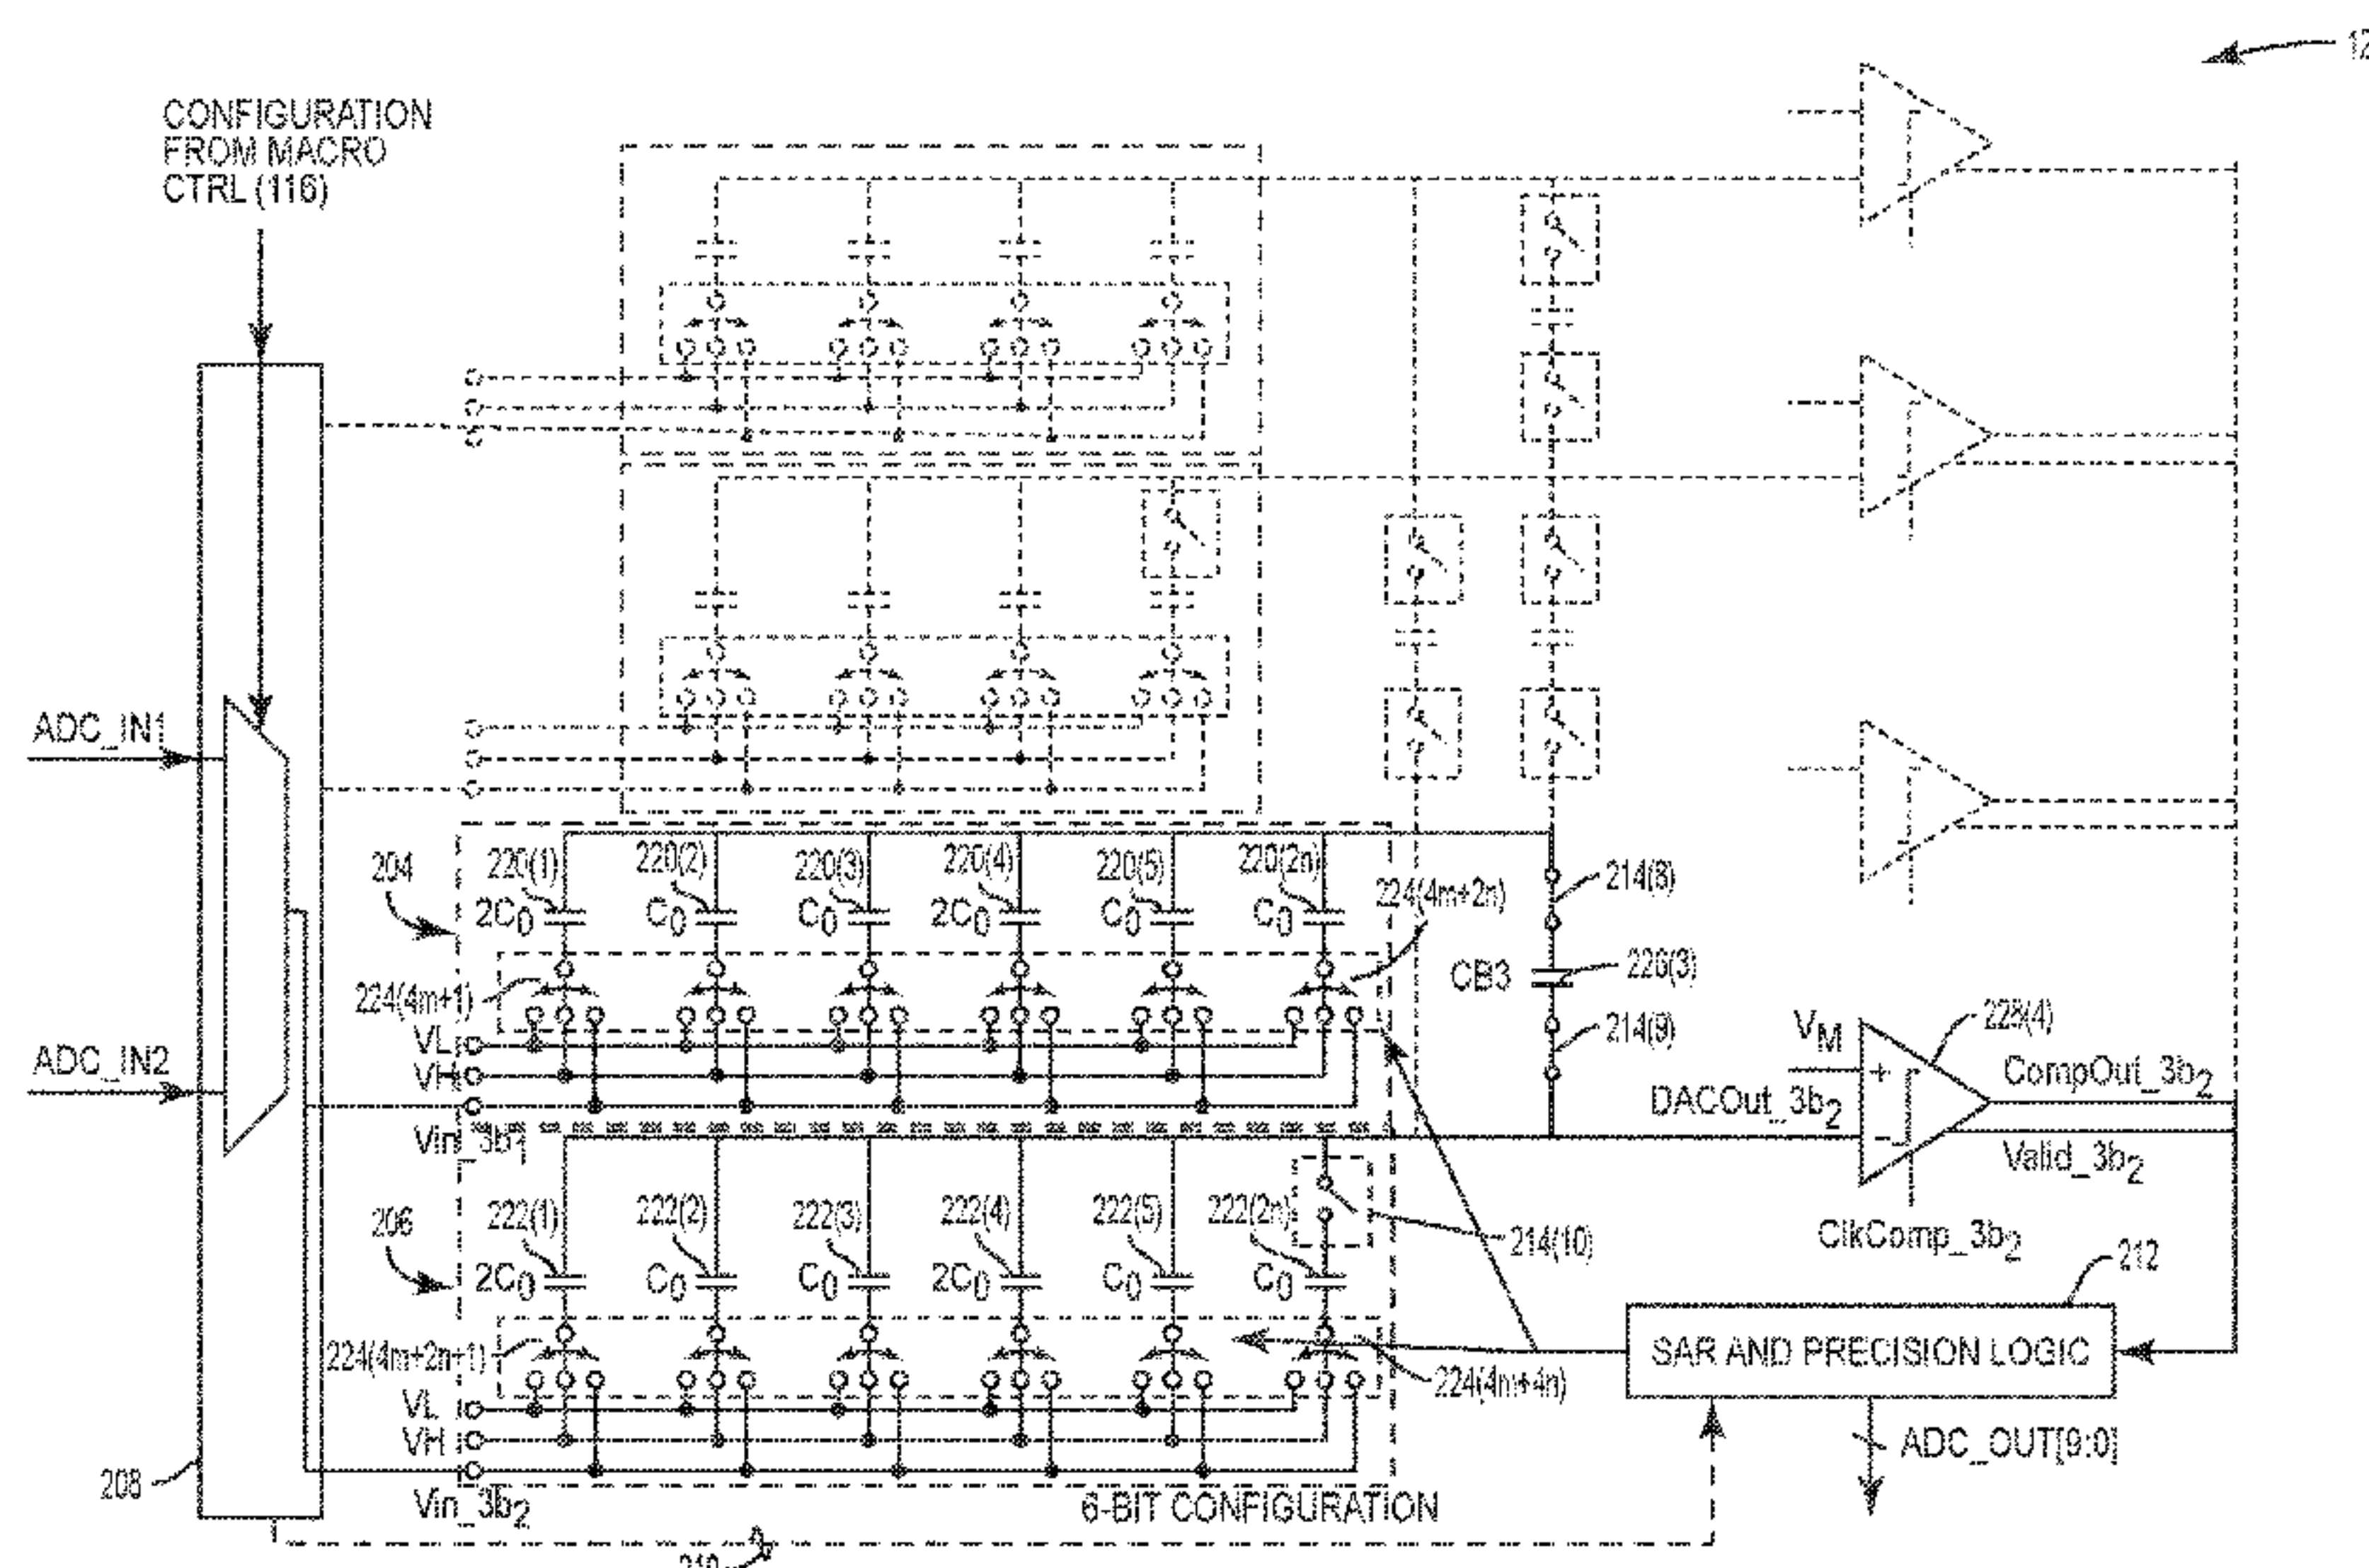 12
CONFIGURATION
FROM MACRO
CTRL (116)
ADC_IN1
ADC_IN2
204
220(1)
220(2)
220(3)
220(4)
220(5)
220(2n)
224(4m+2n)
2C0
C0
C0
2C0
C0
C0
214(8)
CB3
226(3)
224(4m+1)
214(9)
VL
VH
VM
228(4)
+
-
CompOut_3b2
DACOut_3b2
Valid_3b2
ClkComp_3b2
Vin_3b1
206
222(1)
222(2)
222(3)
222(4)
222(5)
222(2n)
214(10)
2C0
C0
C0
2C0
C0
C0
212
SAR AND PRECISION LOGIC
224(4m+2n+1)
224(4m+4n)
VL
VH
ADC_OUT[9:0]
208
Vin_3b2
6-BIT CONFIGURATION